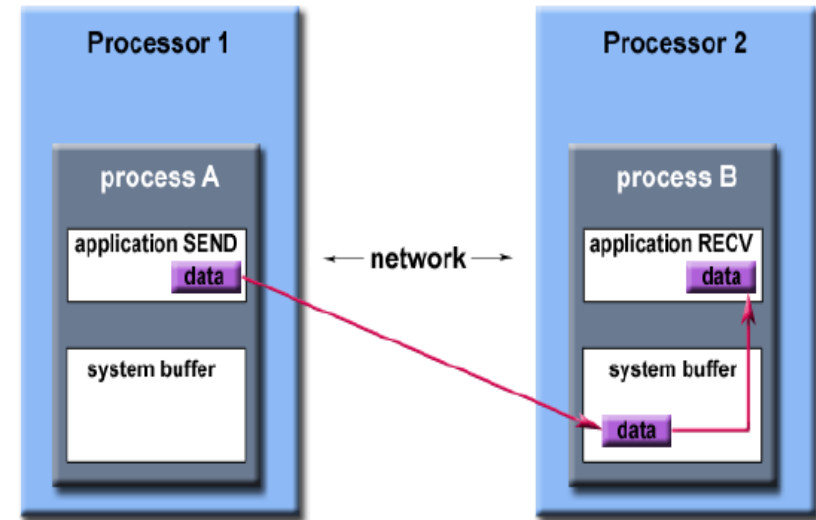 Processor 1
Processor 2
process A
process B
application SEND
data
network
application RECV
data
system buffer
system buffer
data